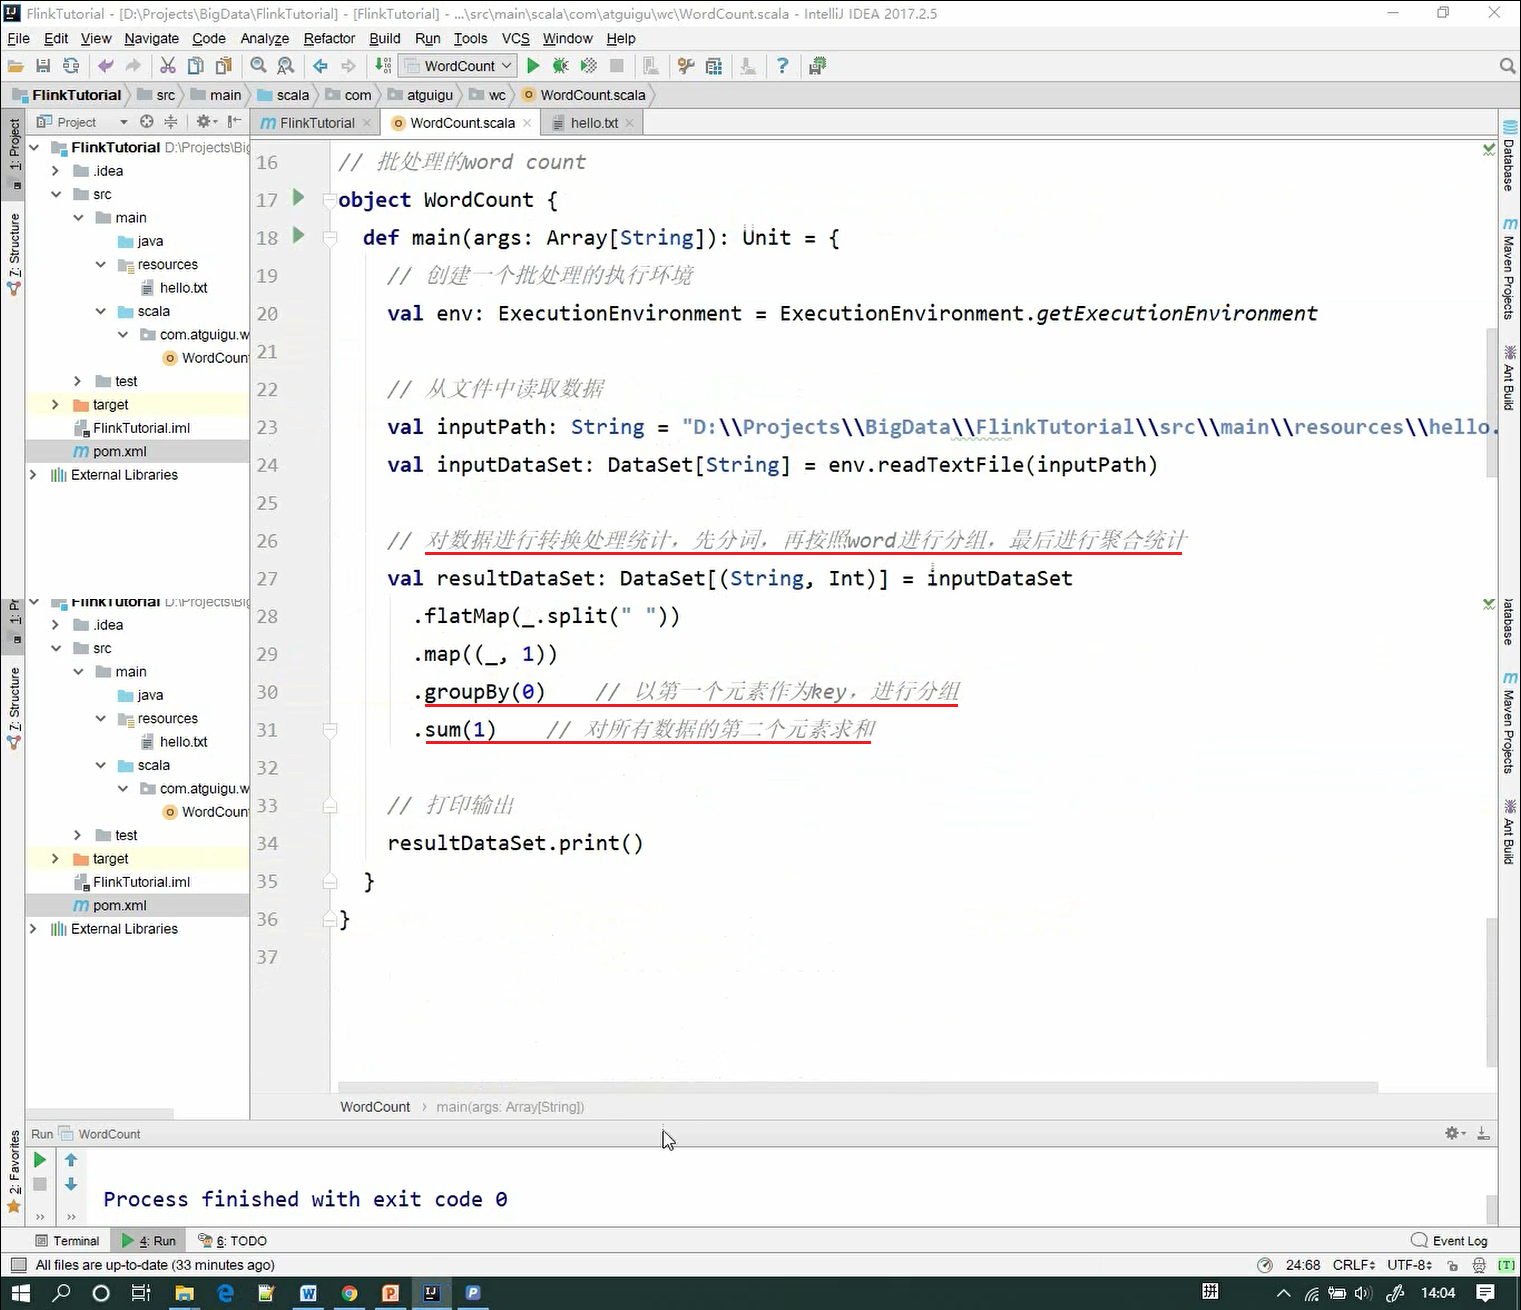 FlinkTutorial - [D:\Projects\BigData\FlinkTutorial] - [FlinkTutorial] - ...\src\main\scala\com\atguigu\wc\WordCount.scala - IntelliJ IDEA 2017.2.5
File Edit View Navigate Code Analyze Refactor Build Run Tools VCS Window Help
WordCount
FlinkTutorial src main scala com atguigu wc WordCount.scala
Project
FlinkTutorial WordCount.scala hello.txt
1: Project
7: Structure
FlinkTutorial D:\Projects\Big
.idea
src
main
java
resources
hello.txt
scala
com.atguigu.w
WordCoun
test
target
FlinkTutorial.iml
pom.xml
External Libraries
16 // 批处理的word count
17 object WordCount {
18 def main(args: Array[String]): Unit = {
19 // 创建一个批处理的执行环境
20 val env: ExecutionEnvironment = ExecutionEnvironment.getExecutionEnvironment
21
22 // 从文件中读取数据
23 val inputPath: String = "D:\\Projects\\BigData\\FlinkTutorial\\src\\main\\resources\\hello.
24 val inputDataSet: DataSet[String] = env.readTextFile(inputPath)
25
26 // 对数据进行转换处理统计，先分词，再按照word进行分组，最后进行聚合统计
27 val resultDataSet: DataSet[(String, Int)] = inputDataSet
28 .flatMap(_.split(" "))
29 .map((_, 1))
30 .groupBy(0) // 以第一个元素作为key，进行分组
31 .sum(1) // 对所有数据的第二个元素求和
32
33 // 打印输出
34 resultDataSet.print()
35 }
36 }
37
Database
Maven Projects
Ant Build
1: Pr
7: Structure
FlinkTutorial D:\Projects\Big
.idea
src
main
java
resources
hello.txt
scala
com.atguigu.w
WordCoun
test
target
FlinkTutorial.iml
pom.xml
External Libraries
atabase
Maven Projects
Ant Build
WordCount › main(args: Array[String])
2: Favorites
Run WordCount
Process finished with exit code 0
Terminal 4: Run 6: TODO Event Log
All files are up-to-date (33 minutes ago) 24:68 CRLF UTF-8 [T]
拼 14:04